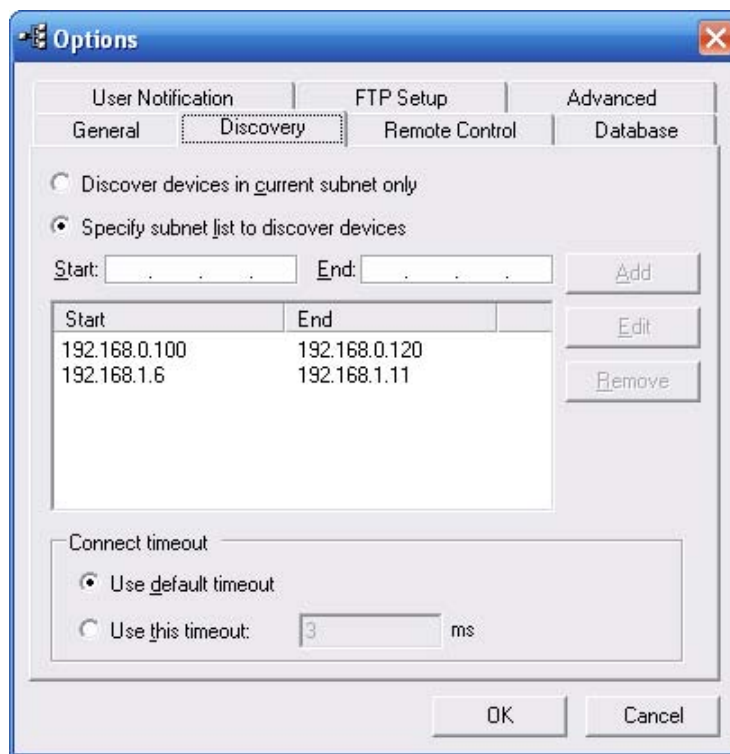 Options
User Notification FTP Setup Advanced
General Discovery Remote Control Database
Discover devices in current subnet only
Specify subnet list to discover devices
Start: . . . End: . . . Add
Start End
Edit
192.168.0.100 192.168.0.120
192.168.1.6 192.168.1.11
Remove
Connect timeout
Use default timeout
Use this timeout: 3 ms
OK Cancel